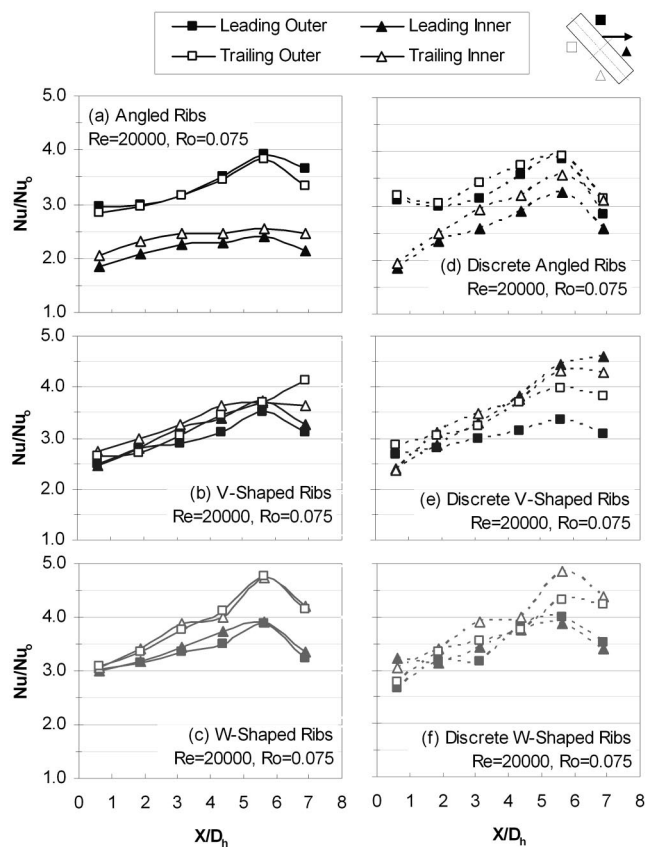 Leading Outer
Leading Inner
Trailing Outer
Trailing Inner
5.0
4.0
3.0
2.0
1.0
Nu/Nu₀
(a) Angled Ribs
Re=20000, Ro=0.075
(d) Discrete Angled Ribs
Re=20000, Ro=0.075
5.0
4.0
3.0
2.0
1.0
Nu/Nu₀
(b) V-Shaped Ribs
Re=20000, Ro=0.075
(e) Discrete V-Shaped Ribs
Re=20000, Ro=0.075
5.0
4.0
3.0
2.0
1.0
Nu/Nu₀
(c) W-Shaped Ribs
Re=20000, Ro=0.075
(f) Discrete W-Shaped Ribs
Re=20000, Ro=0.075
0 1 2 3 4 5 6 7 8
0 1 2 3 4 5 6 7 8
X/Dₕ
X/Dₕ